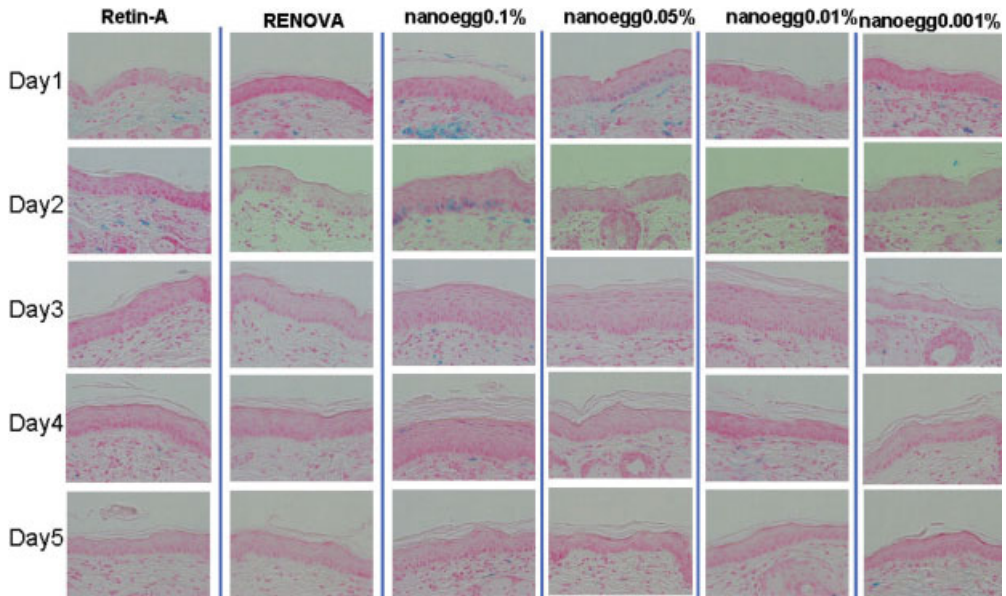 Retin-A RENOVA nanoegg0.1% nanoegg0.05% nanoegg0.01% nanoegg0.001%
Day1
Day2
Day3
Day4
Day5